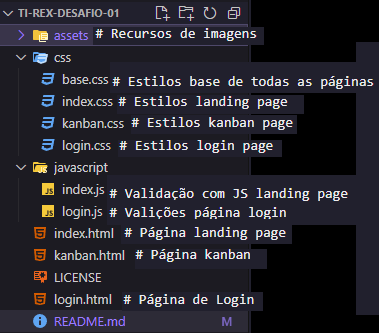 TI-REX-DESAFIO-01
assets # Recursos de imagens
css
base.css # Estilos base de todas as páginas
index.css # Estilos landing page
kanban.css # Estilos kanban page
login.css # Estilos login page
javascript
JS index.js # Validação com JS landing page
JS login.js # Valições página login
index.html # Página landing page
kanban.html # Página kanban
LICENSE
login.html # Página de Login
README.md M